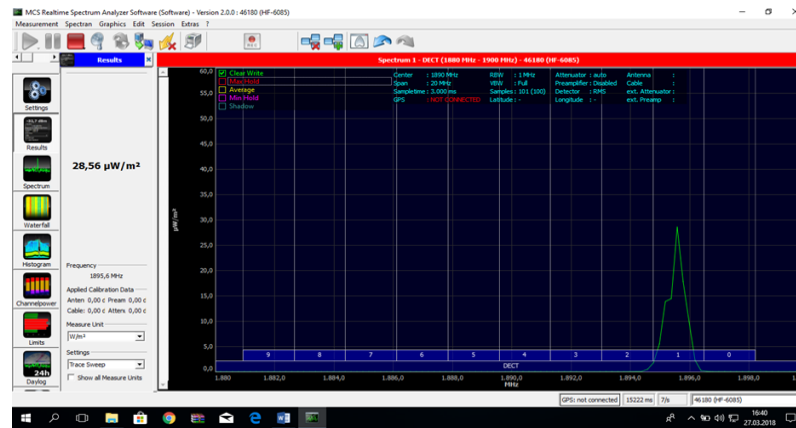 MCS Realtime Spectrum Analyzer Software (Software) - Version 2.0.0 : 46180 (HF-6085)
Measurement Spectran Graphics Edit Session Extras ?
REC
Results
Spectrum 1 - DECT (1880 MHz - 1900 MHz) - 46180 (HF-6085)
Settings
Results
Spectrum
Waterfall
Histogram
Channelpower
Limits
24h
Daylog
28,56 µW/m²
Frequency
1895,6 MHz
Applied Calibration Data
Anten 0,00 c Pream 0,00 c
Cable: 0,00 c Atten: 0,00 c
Measure Unit
W/m²
Settings
Trace Sweep
Show all Measure Units
Clear Write
Max Hold
Average
Min Hold
Shadow
Center : 1890 MHz RBW : 1 MHz Attenuator : auto Antenna :
Span : 20 MHz VBW : Full Preamplifier : Disabled Cable :
Sampletime : 3.000 ms Samples : 101 (100) Detector : RMS ext. Attenuator :
GPS : NOT CONNECTED Latitude : - Longitude : - ext. Preamp :
µW/m²
60,0
55,0
50,0
45,0
40,0
35,0
30,0
25,0
20,0
15,0
10,0
5,0
0,0
9 8 7 6 5 4 3 2 1 0
DECT
1.880 1.882,0 1.884,0 1.886,0 1.888,0 1.890,0 1.892,0 1.894,0 1.896,0 1.898,0
MHz
GPS: not connected 15222 ms 7/s 46180 (HF-6085)
16:40
27.03.2018